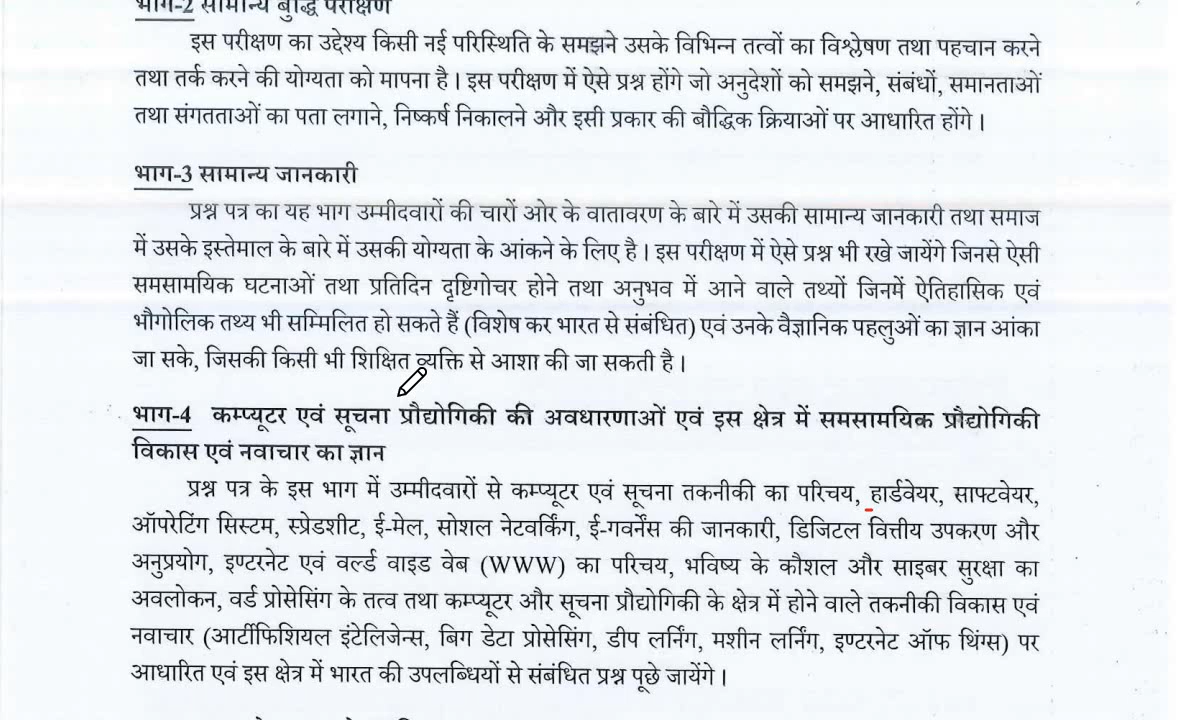 भाग-2 सामान्य बुद्धि परीक्षण
इस परीक्षण का उद्देश्य किसी नई परिस्थिति के समझने उसके विभिन्न तत्वों का विश्लेषण तथा पहचान करने
तथा तर्क करने की योग्यता को मापना है। इस परीक्षण में ऐसे प्रश्न होंगे जो अनुदेशों को समझने, संबंधों, समानताओं
तथा संगतताओं का पता लगाने, निष्कर्ष निकालने और इसी प्रकार की बौद्धिक क्रियाओं पर आधारित होंगे।
भाग-3 सामान्य जानकारी
प्रश्न पत्र का यह भाग उम्मीदवारों की चारों ओर के वातावरण के बारे में उसकी सामान्य जानकारी तथा समाज
में उसके इस्तेमाल के बारे में उसकी योग्यता के आंकने के लिए है। इस परीक्षण में ऐसे प्रश्न भी रखे जायेंगे जिनसे ऐसी
समसामयिक घटनाओं तथा प्रतिदिन दृष्टिगोचर होने तथा अनुभव में आने वाले तथ्यों जिनमें ऐतिहासिक एवं
भौगोलिक तथ्य भी सम्मिलित हो सकते हैं (विशेष कर भारत से संबंधित) एवं उनके वैज्ञानिक पहलुओं का ज्ञान आंका
जा सके, जिसकी किसी भी शिक्षित व्यक्ति से आशा की जा सकती है।
भाग-4 कम्प्यूटर एवं सूचना प्रौद्योगिकी की अवधारणाओं एवं इस क्षेत्र में समसामयिक प्रौद्योगिकी
विकास एवं नवाचार का ज्ञान
प्रश्न पत्र के इस भाग में उम्मीदवारों से कम्प्यूटर एवं सूचना तकनीकी का परिचय, हार्डवेयर, साफ्टवेयर,
ऑपरेटिंग सिस्टम, स्प्रेडशीट, ई-मेल, सोशल नेटवर्किंग, ई-गवर्नेंस की जानकारी, डिजिटल वित्तीय उपकरण और
अनुप्रयोग, इण्टरनेट एवं वर्ल्ड वाइड वेब (WWW) का परिचय, भविष्य के कौशल और साइबर सुरक्षा का
अवलोकन, वर्ड प्रोसेसिंग के तत्व तथा कम्प्यूटर और सूचना प्रौद्योगिकी के क्षेत्र में होने वाले तकनीकी विकास एवं
नवाचार (आर्टीफिशियल इंटेलिजेन्स, बिग डेटा प्रोसेसिंग, डीप लर्निंग, मशीन लर्निंग, इण्टरनेट ऑफ थिंग्स) पर
आधारित एवं इस क्षेत्र में भारत की उपलब्धियों से संबंधित प्रश्न पूछे जायेंगे।